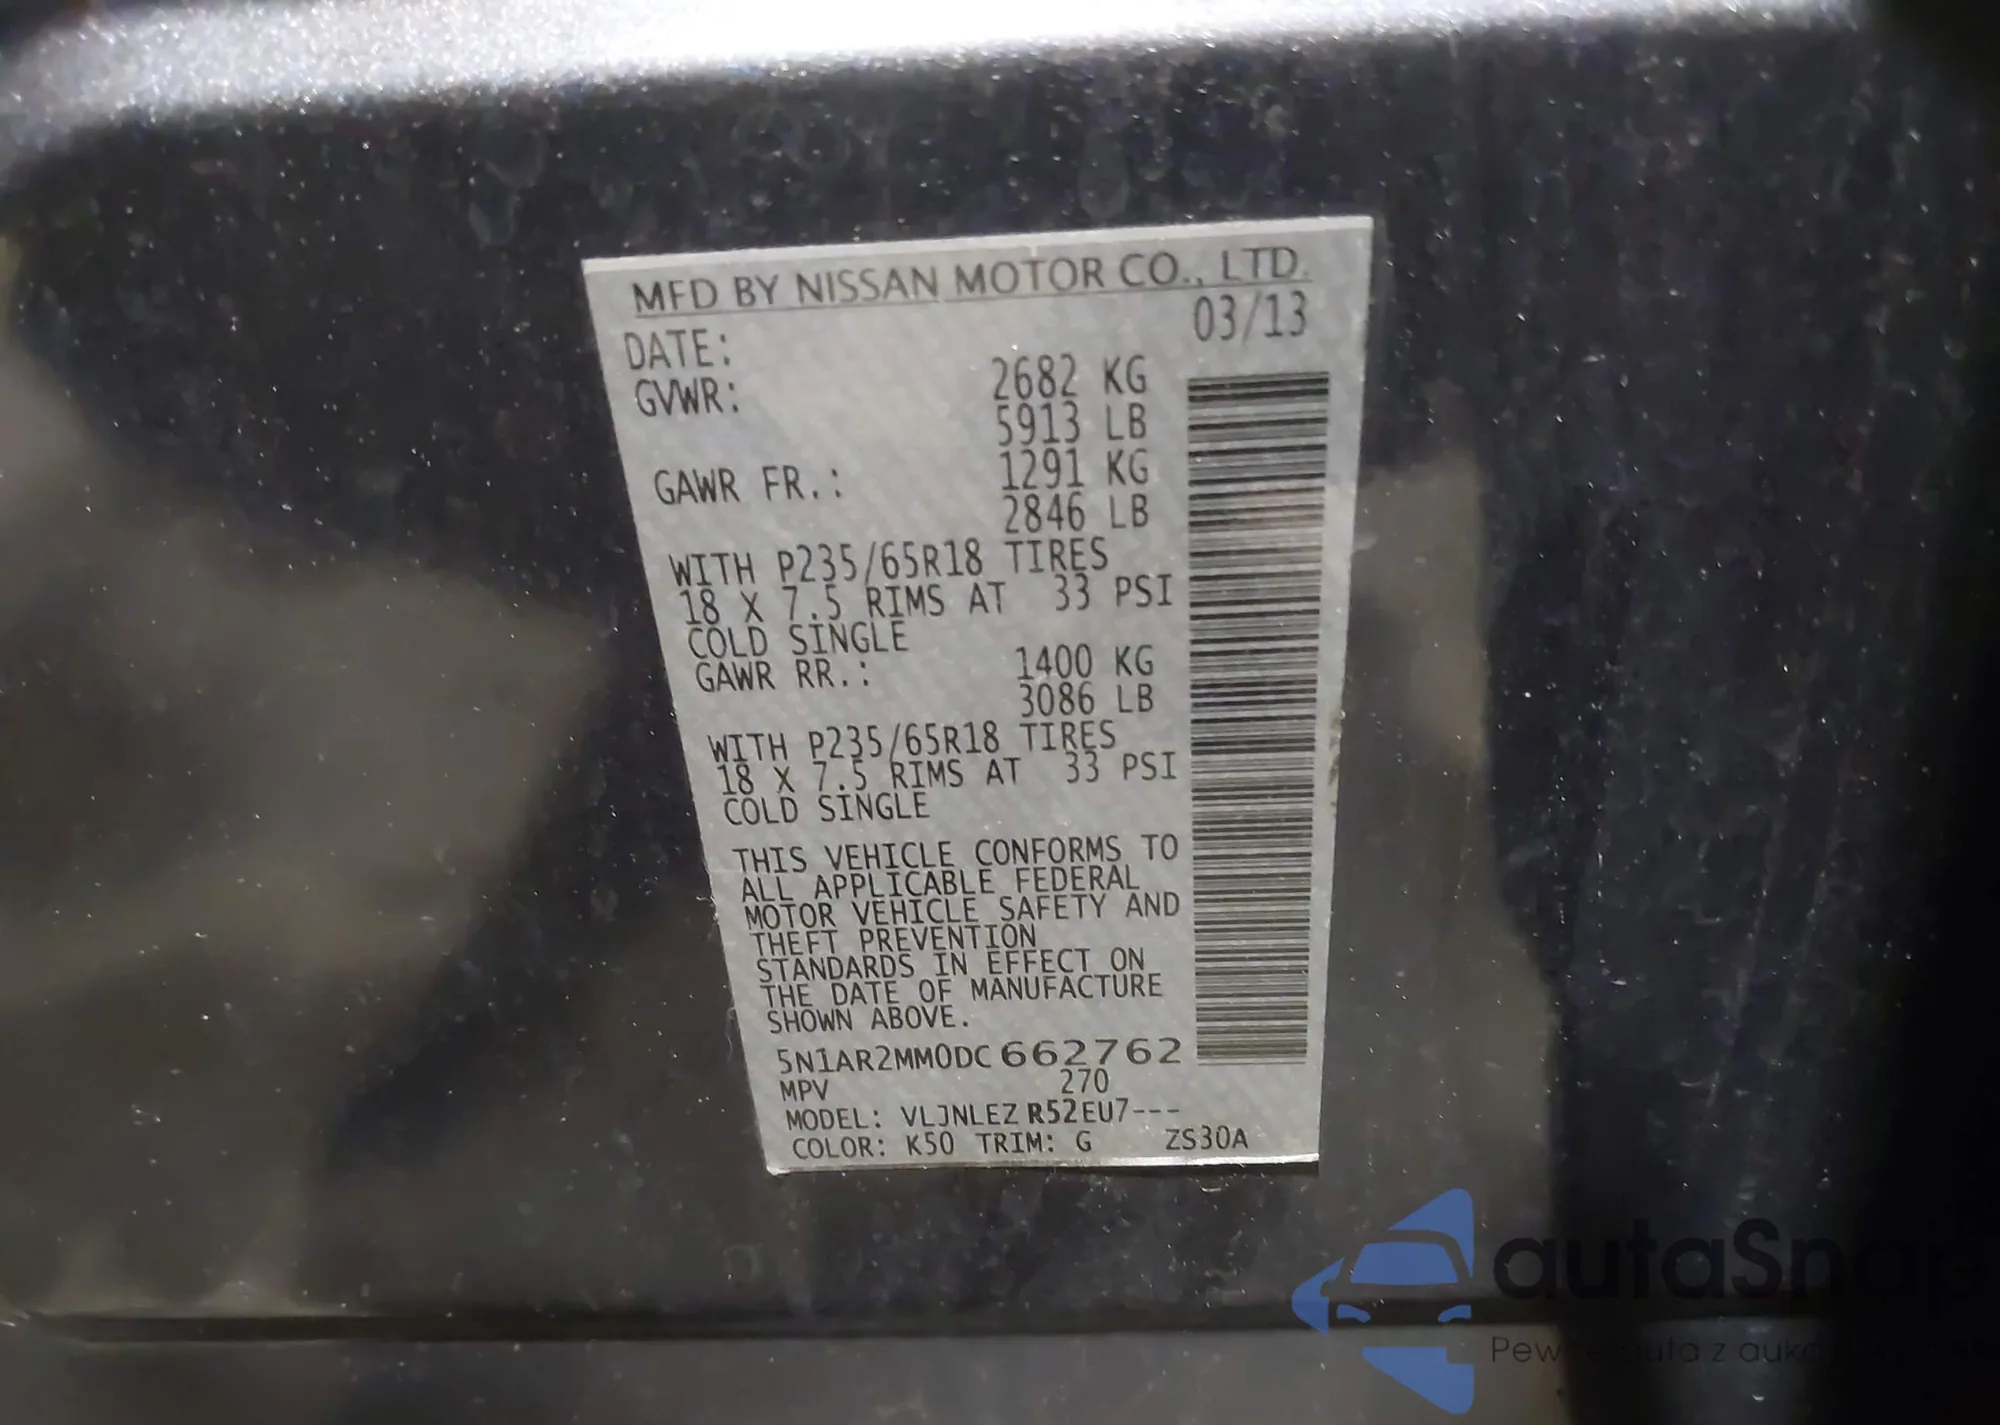 MFD BY NISSAN MOTOR CO., LTD.
DATE: 03/13
GVWR: 2682 KG
5913 LB
GAWR FR.: 1291 KG
2846 LB
WITH P235/65R18 TIRES
18 X 7.5 RIMS AT 33 PSI
COLD SINGLE
GAWR RR.: 1400 KG
3086 LB
WITH P235/65R18 TIRES
18 X 7.5 RIMS AT 33 PSI
COLD SINGLE
THIS VEHICLE CONFORMS TO
ALL APPLICABLE FEDERAL
MOTOR VEHICLE SAFETY AND
THEFT PREVENTION
STANDARDS IN EFFECT ON
THE DATE OF MANUFACTURE
SHOWN ABOVE.
5N1AR2MM0DC 662762
MPV 270
MODEL: VLJNLEZ R52EU7---
COLOR: K50 TRIM: G ZS30A
autaSnap
auta z